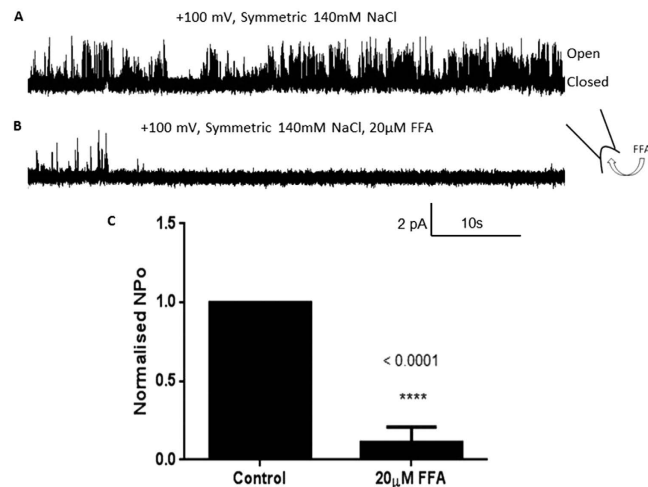 A
+100 mV, Symmetric 140mM NaCl
Open
Closed
B
+100 mV, Symmetric 140mM NaCl, 20µM FFA
FFA
C
2 pA
10s
Normalised NPo
1.5
1.0
0.5
0.0
< 0.0001
****
Control
20µM FFA